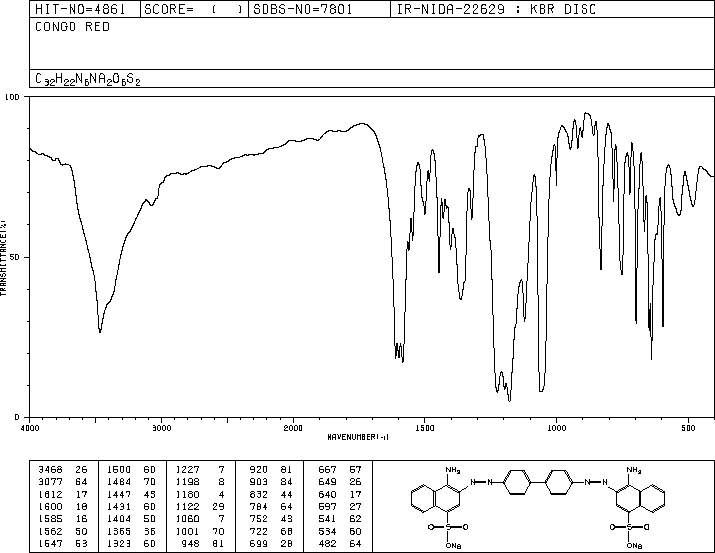 HIT-NO=4861 SCORE= ( ) SDBS-NO=7801 IR-NIDA-22629 : KBR DISC
CONGO RED
C32H22N6NA2O6S2
100
TRANSMITTANCE(%)
50
0
4000 3000 2000 1500 1000 500
WAVENUMBER(-1)
3468 26 1500 60 1227 7 920 81 667 57
3077 64 1484 70 1198 8 903 84 649 26
1612 17 1447 45 1180 4 832 44 640 17
1600 18 1431 60 1122 29 784 64 597 27
1585 16 1404 50 1060 7 752 43 541 62
1562 50 1365 36 1001 70 722 68 534 60
1547 53 1323 60 948 81 699 28 482 64
NH2 NH2
N N N N
O S O O S O
ONa ONa